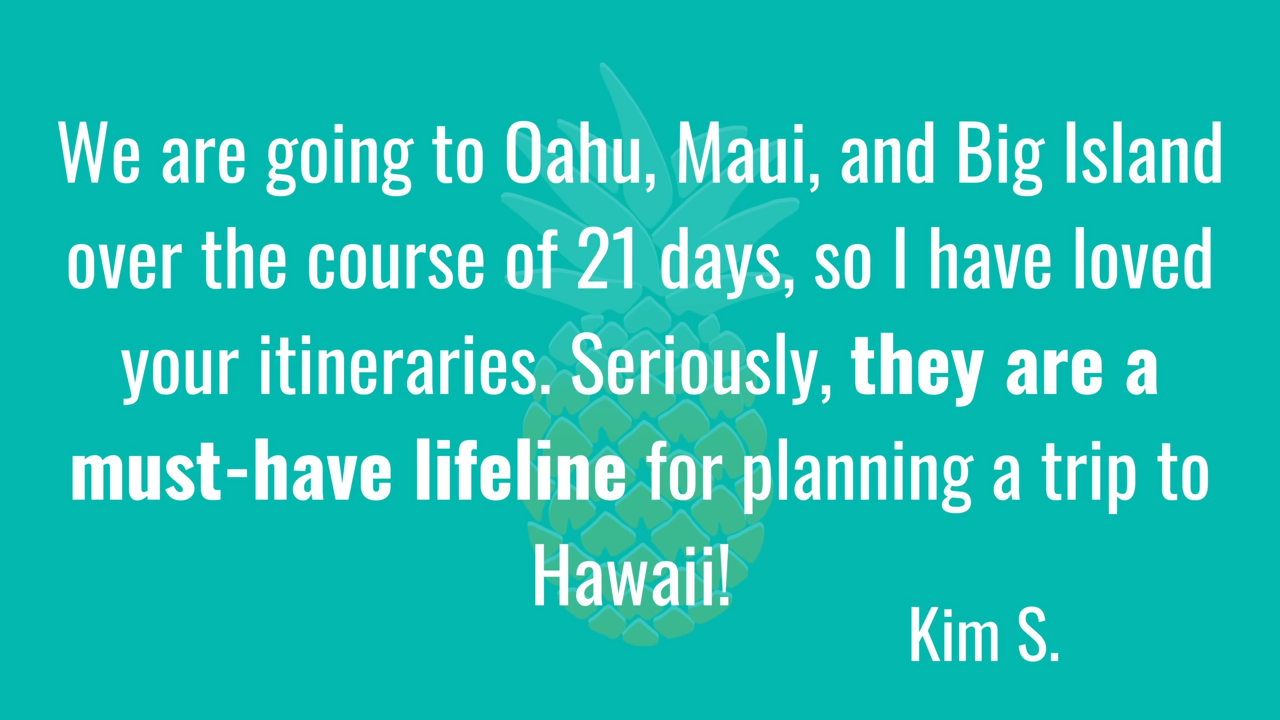 We are going to Oahu, Maui, and Big Island
over the course of 21 days, so I have loved
your itineraries. Seriously, they are a
must-have lifeline for planning a trip to
Hawaii!
Kim S.